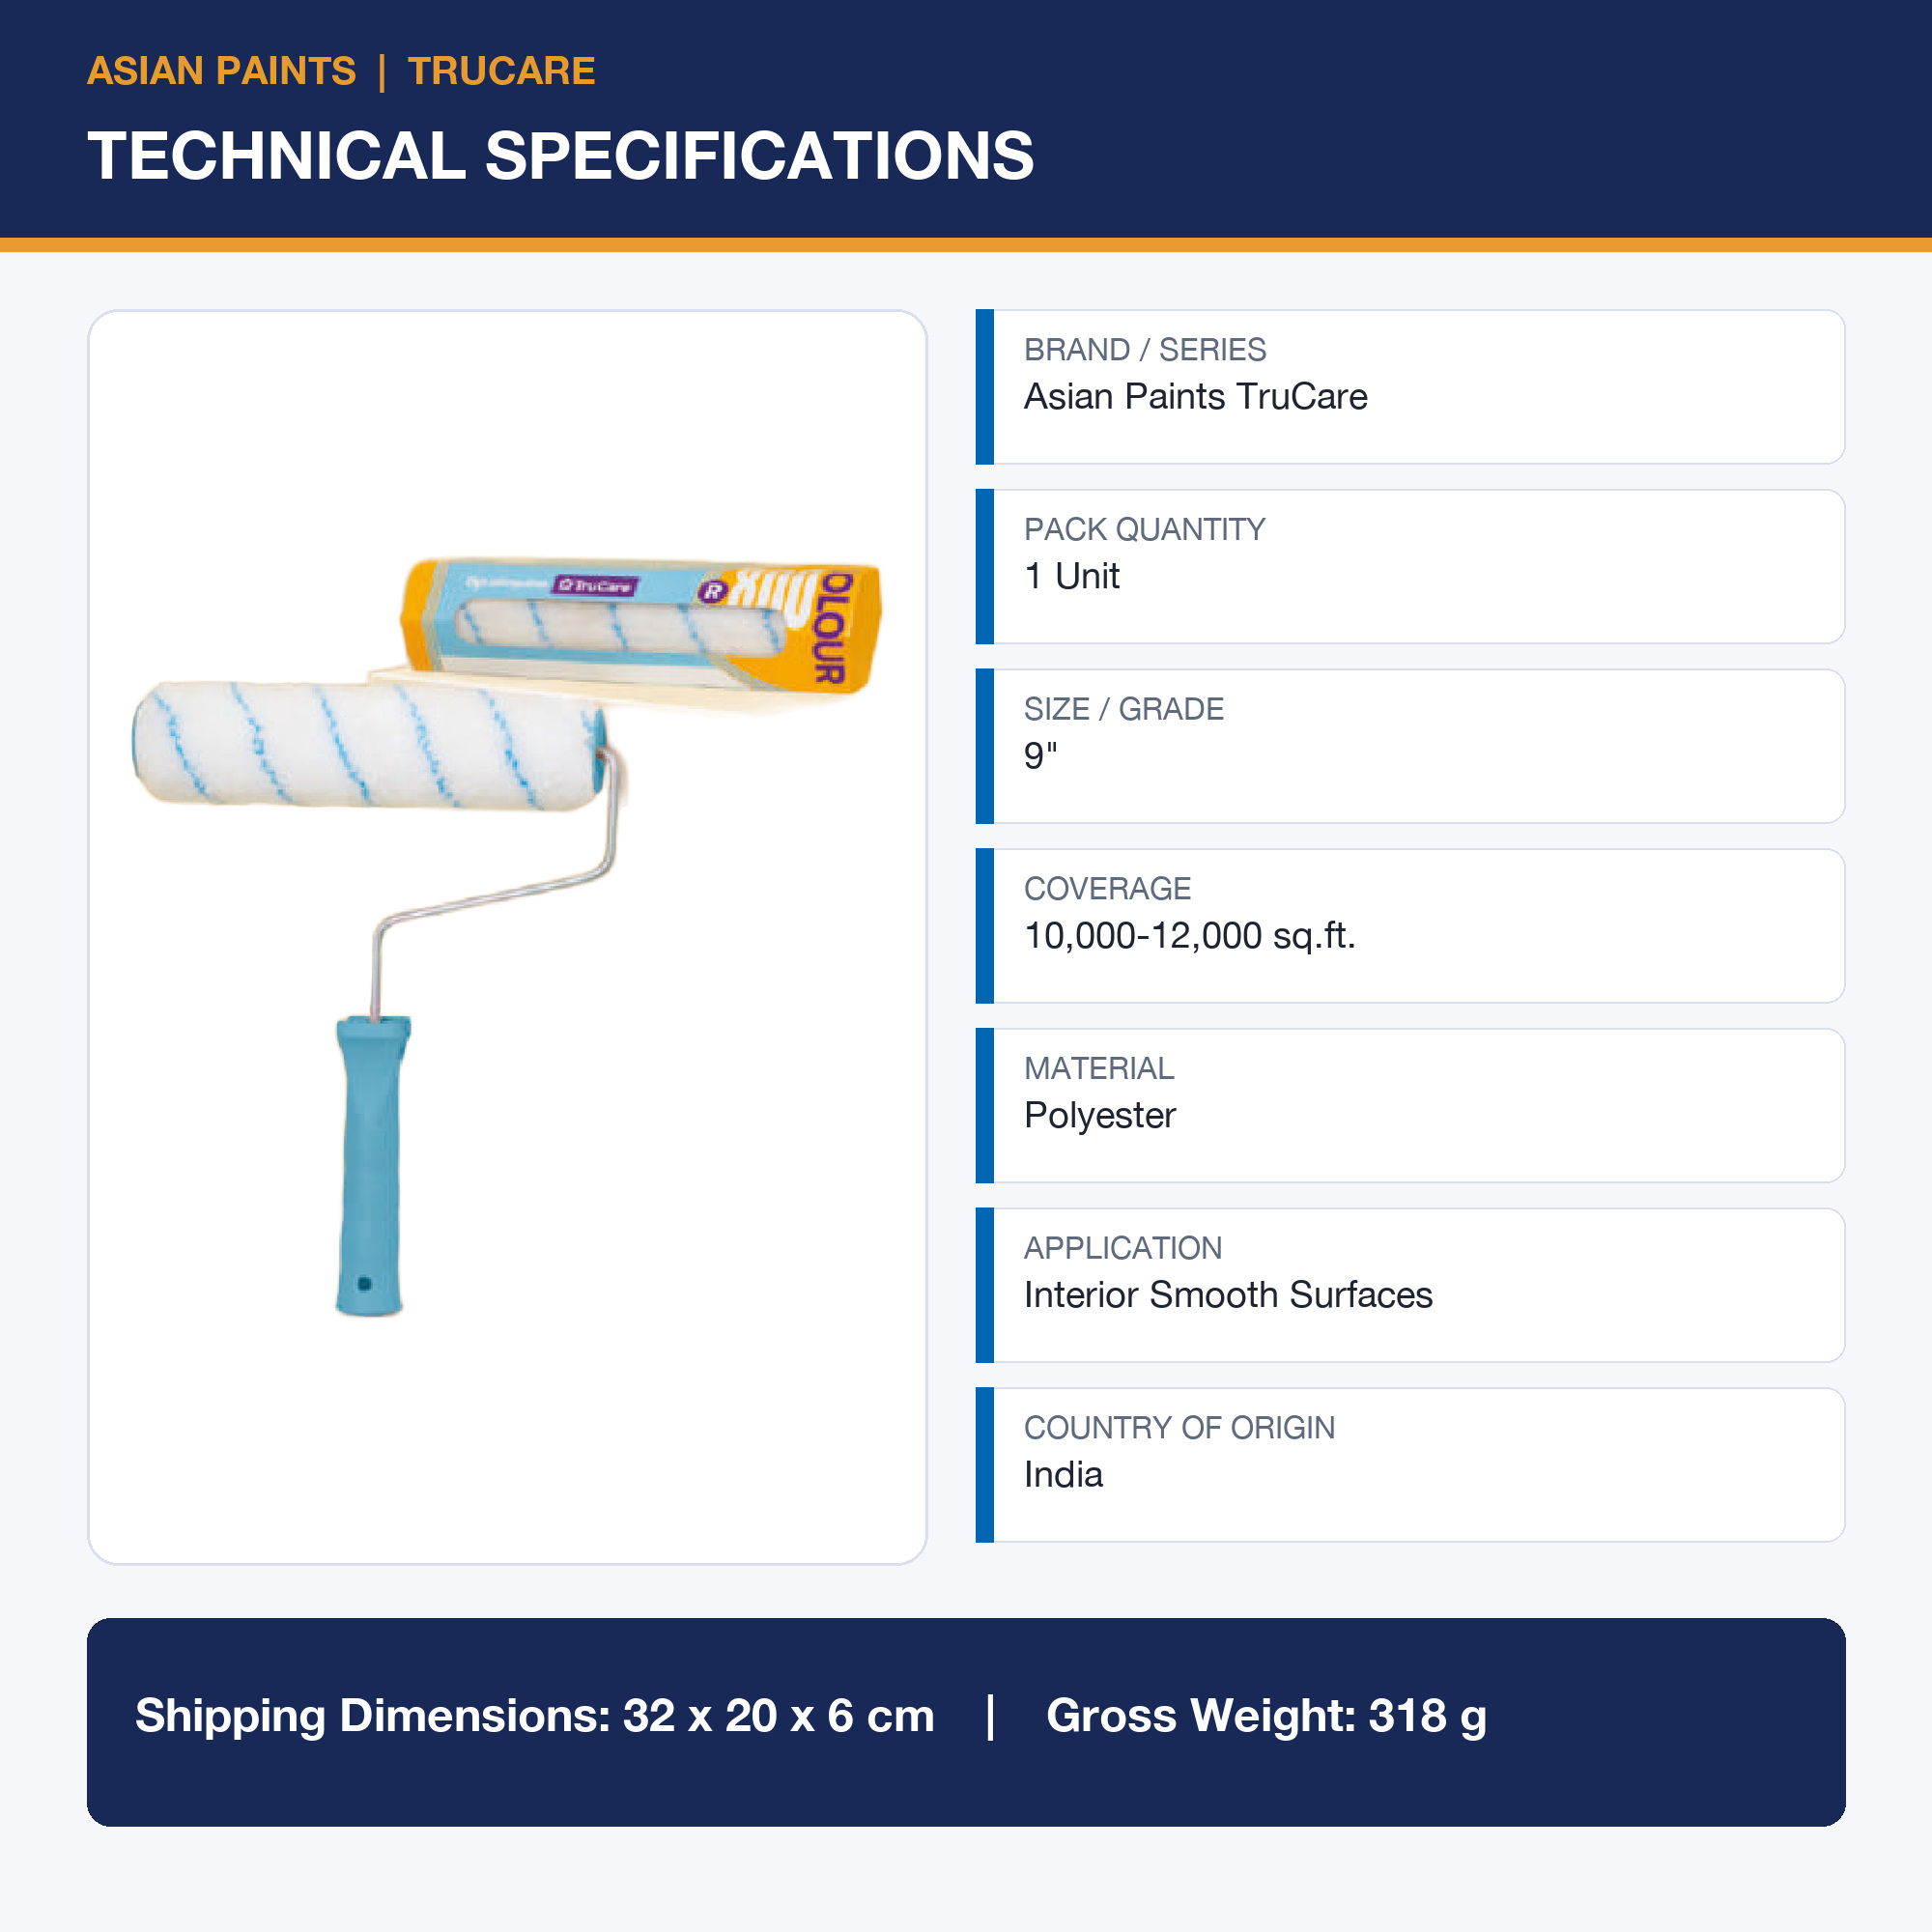 ASIAN PAINTS | TRUCARE
TECHNICAL SPECIFICATIONS
TruCare
R
OLOUR
BRAND / SERIES
Asian Paints TruCare
PACK QUANTITY
1 Unit
SIZE / GRADE
9"
COVERAGE
10,000-12,000 sq.ft.
MATERIAL
Polyester
APPLICATION
Interior Smooth Surfaces
COUNTRY OF ORIGIN
India
Shipping Dimensions: 32 x 20 x 6 cm | Gross Weight: 318 g